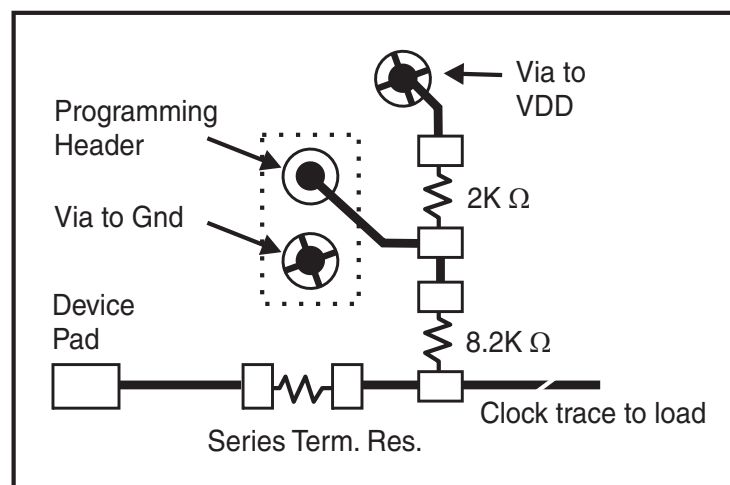 Via to
VDD
Programming
Header
2K Ω
Via to Gnd
Device
Pad
8.2K Ω
Clock trace to load
Series Term. Res.